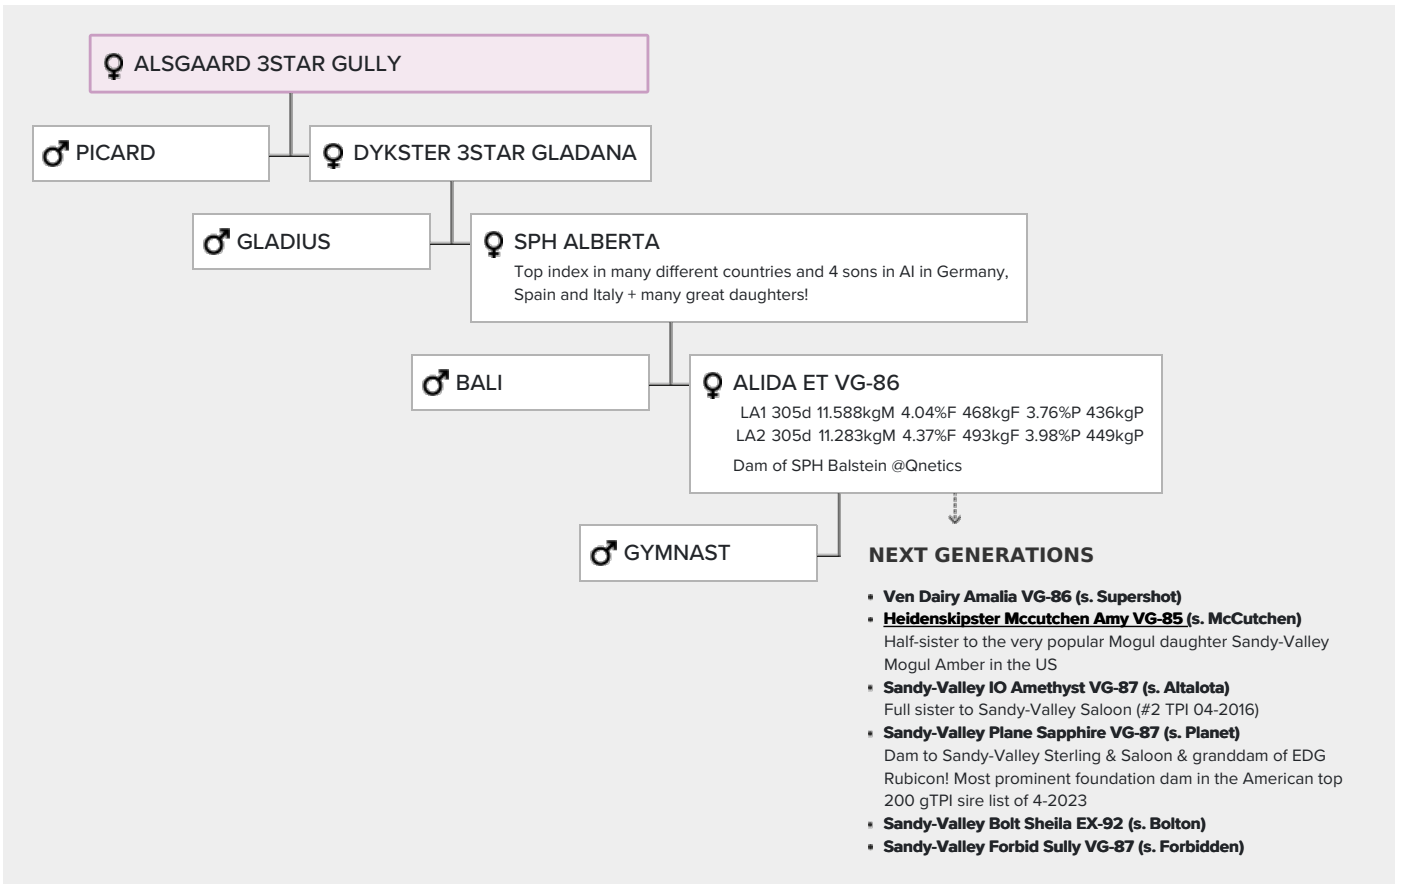 ALSGAARD 3STAR GULLY
PICARD
DYKSTER 3STAR GLADANA
GLADIUS
SPH ALBERTA
Top index in many different countries and 4 sons in AI in Germany,
Spain and Italy + many great daughters!
BALI
ALIDA ET VG-86
LA1 305d 11.588kgM 4.04%F 468kgF 3.76%P 436kgP
LA2 305d 11.283kgM 4.37%F 493kgF 3.98%P 449kgP
Dam of SPH Balstein @Qnetics
GYMNAST
NEXT GENERATIONS
• Ven Dairy Amalia VG-86 (s. Supershot)
• Heidenskipster Mccutchen Amy VG-85 (s. McCutchen)
Half-sister to the very popular Mogul daughter Sandy-Valley
Mogul Amber in the US
• Sandy-Valley IO Amethyst VG-87 (s. AltaIota)
Full sister to Sandy-Valley Saloon (#2 TPI 04-2016)
• Sandy-Valley Plane Sapphire VG-87 (s. Planet)
Dam to Sandy-Valley Sterling & Saloon & granddam of EDG
Rubicon! Most prominent foundation dam in the American top
200 gTPI sire list of 4-2023
• Sandy-Valley Bolt Sheila EX-92 (s. Bolton)
• Sandy-Valley Forbid Sully VG-87 (s. Forbidden)